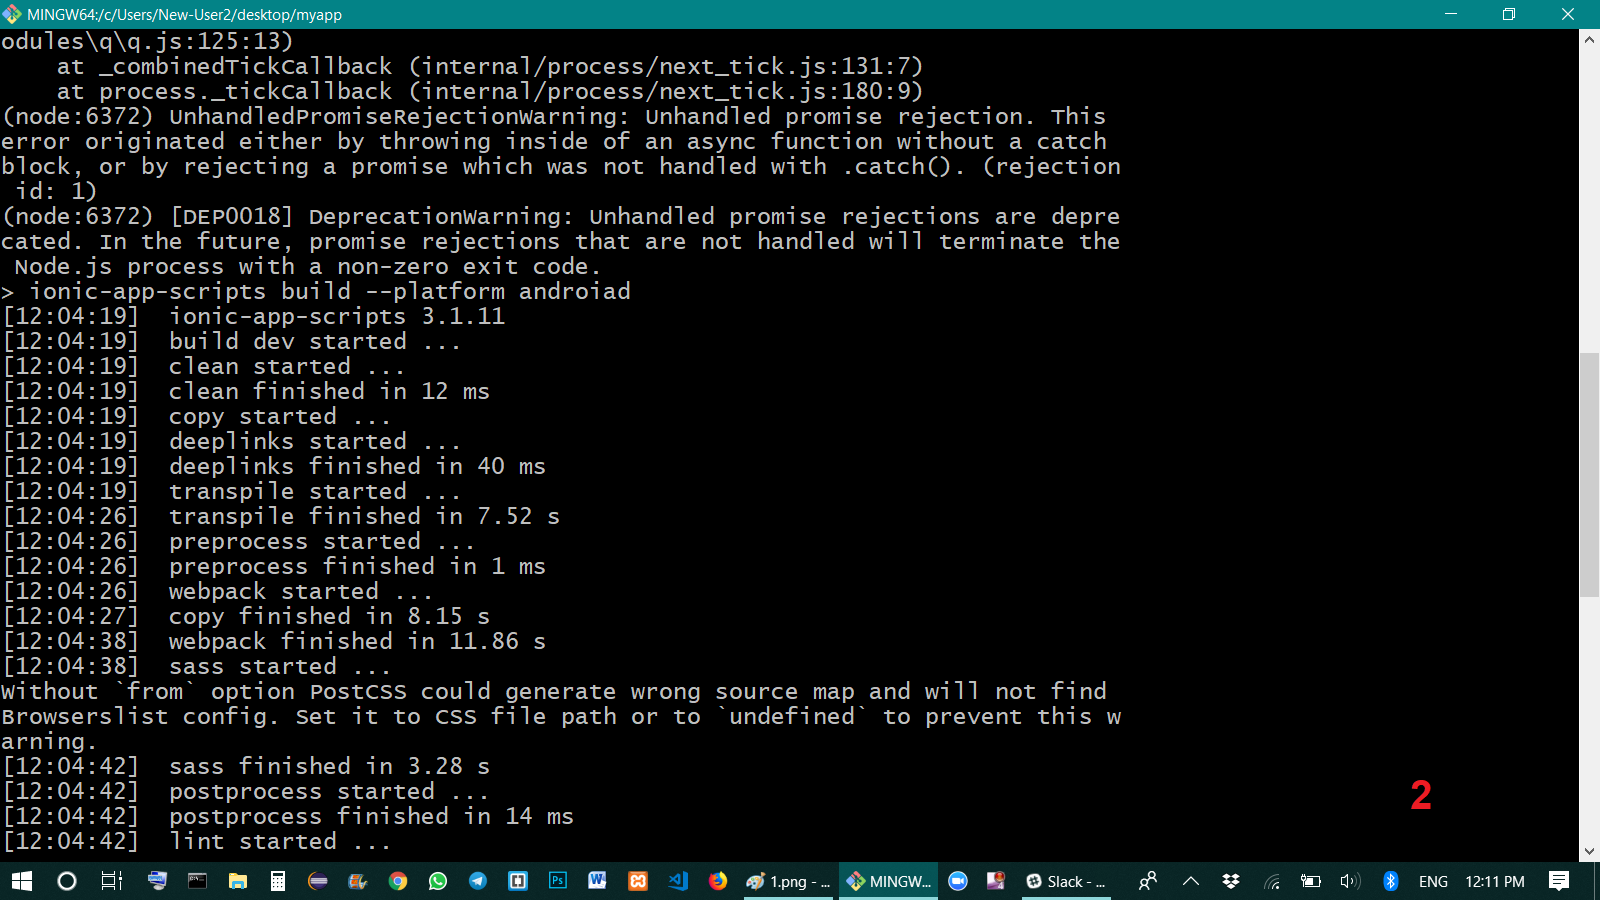 MINGW64:/c/Users/New-User2/desktop/myapp
odules\q\q.js:125:13)
    at _combinedTickCallback (internal/process/next_tick.js:131:7)
    at process._tickCallback (internal/process/next_tick.js:180:9)
(node:6372) UnhandledPromiseRejectionWarning: Unhandled promise rejection. This
error originated either by throwing inside of an async function without a catch
block, or by rejecting a promise which was not handled with .catch(). (rejection
 id: 1)
(node:6372) [DEP0018] DeprecationWarning: Unhandled promise rejections are depre
cated. In the future, promise rejections that are not handled will terminate the
 Node.js process with a non-zero exit code.
> ionic-app-scripts build --platform androiad
[12:04:19]  ionic-app-scripts 3.1.11
[12:04:19]  build dev started ...
[12:04:19]  clean started ...
[12:04:19]  clean finished in 12 ms
[12:04:19]  copy started ...
[12:04:19]  deeplinks started ...
[12:04:19]  deeplinks finished in 40 ms
[12:04:19]  transpile started ...
[12:04:26]  transpile finished in 7.52 s
[12:04:26]  preprocess started ...
[12:04:26]  preprocess finished in 1 ms
[12:04:26]  webpack started ...
[12:04:27]  copy finished in 8.15 s
[12:04:38]  webpack finished in 11.86 s
[12:04:38]  sass started ...
Without `from` option PostCSS could generate wrong source map and will not find
Browserslist config. Set it to CSS file path or to `undefined` to prevent this w
arning.
[12:04:42]  sass finished in 3.28 s
[12:04:42]  postprocess started ...
[12:04:42]  postprocess finished in 14 ms
[12:04:42]  lint started ...
2
Ps
1.png - ...
MINGW...
Slack - ...
ENG
12:11 PM